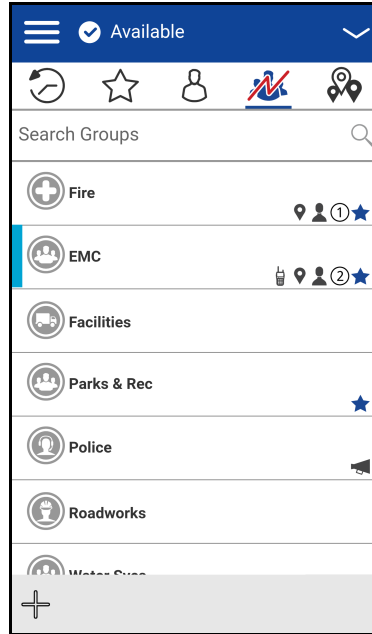 Available
Search Groups
Fire
1
EMC
2
Facilities
Parks & Rec
Police
Roadworks